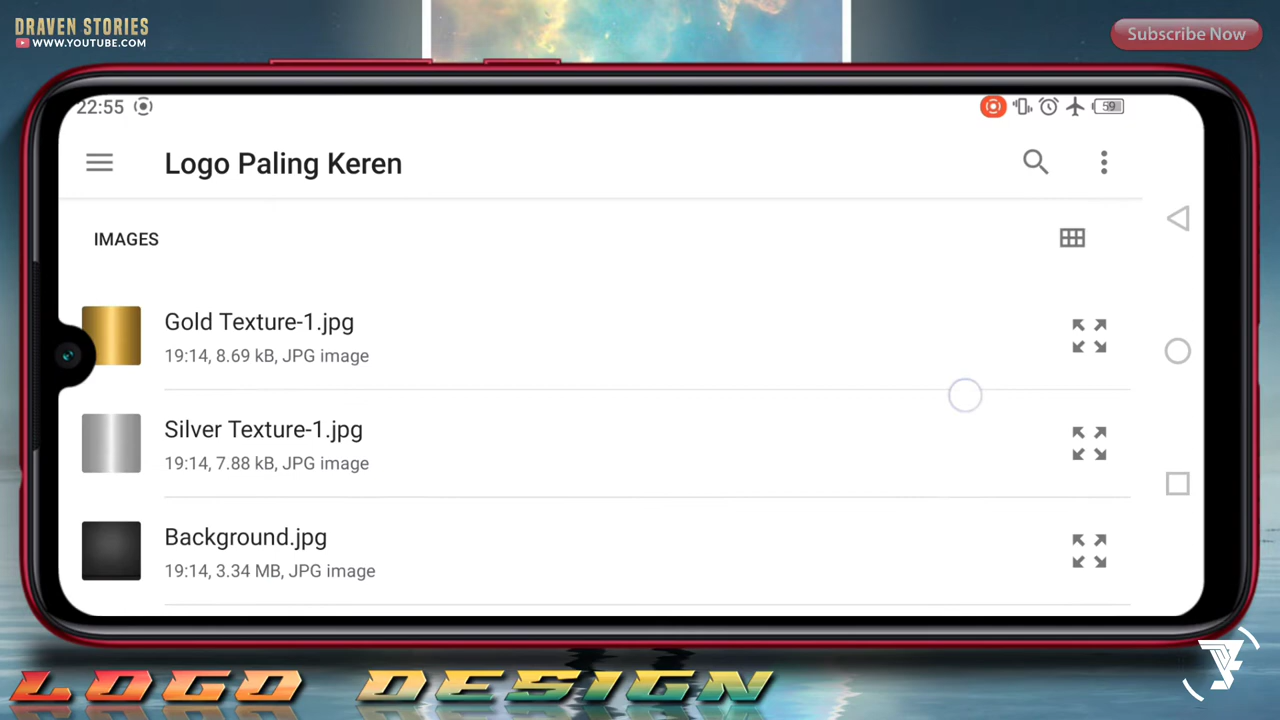 DRAVEN STORIES
WWW.YOUTUBE.COM
Subscribe Now
22:55
59
Logo Paling Keren
IMAGES
Gold Texture-1.jpg
19:14, 8.69 kB, JPG image
Silver Texture-1.jpg
19:14, 7.88 kB, JPG image
Background.jpg
19:14, 3.34 MB, JPG image
LOGO DESIGN